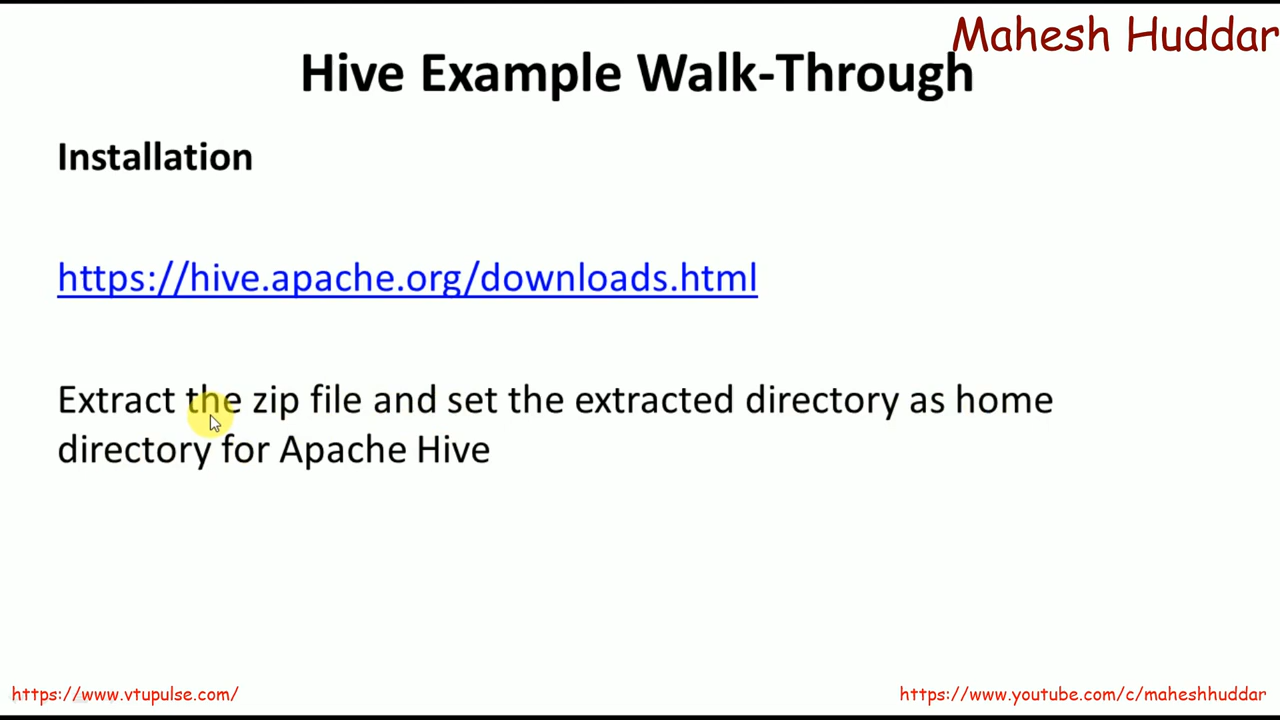 Mahesh Huddar
Hive Example Walk-Through
Installation
https://hive.apache.org/downloads.html
Extract the zip file and set the extracted directory as home
directory for Apache Hive
https://www.vtupulse.com/
https://www.youtube.com/c/maheshhuddar